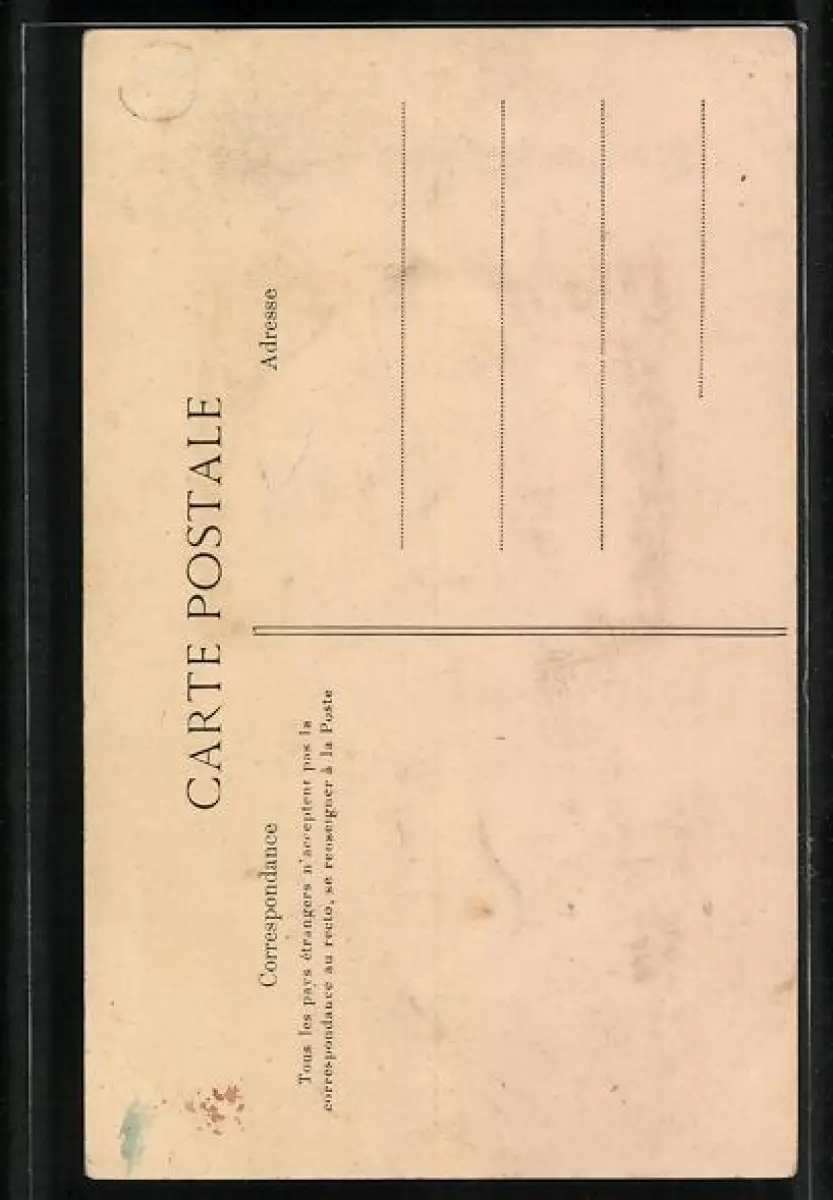 CARTE POSTALE
Correspondance
Tous les pays étrangers n'acceptent pas la
correspondance au recto, se renseigner à la Poste
Adresse